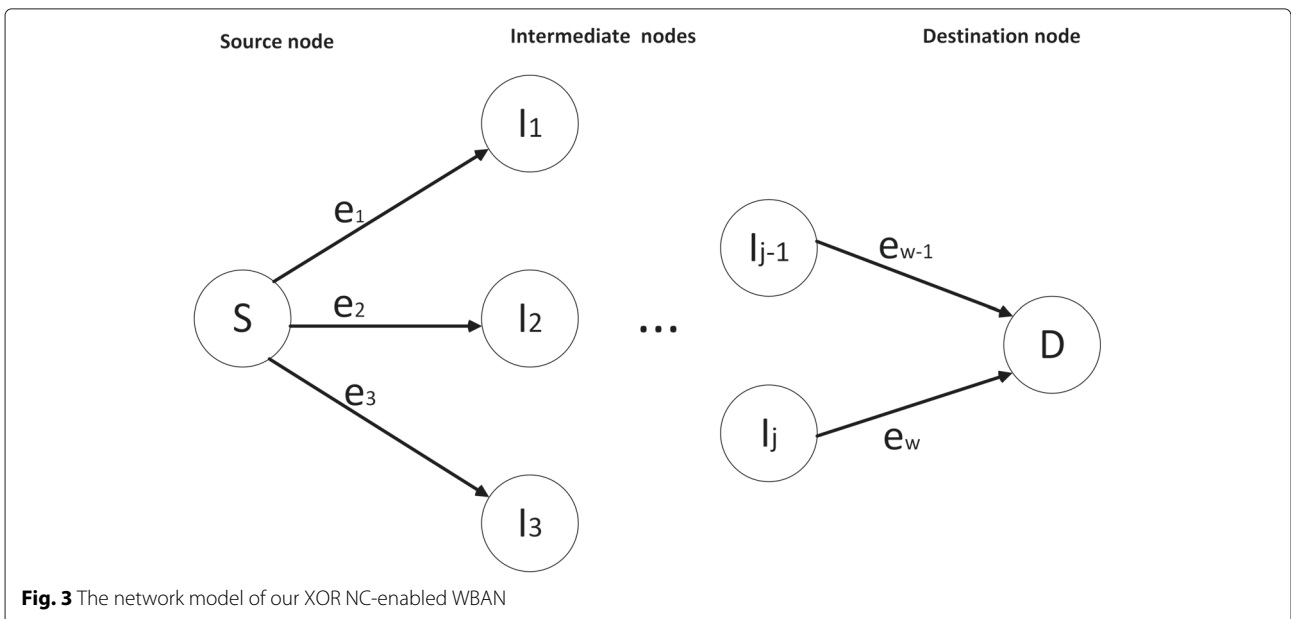 Source node
Intermediate nodes
Destination node
I1
e1
Ij-1
ew-1
S
e2
I2
...
D
e3
Ij
ew
I3
Fig. 3 The network model of our XOR NC-enabled WBAN